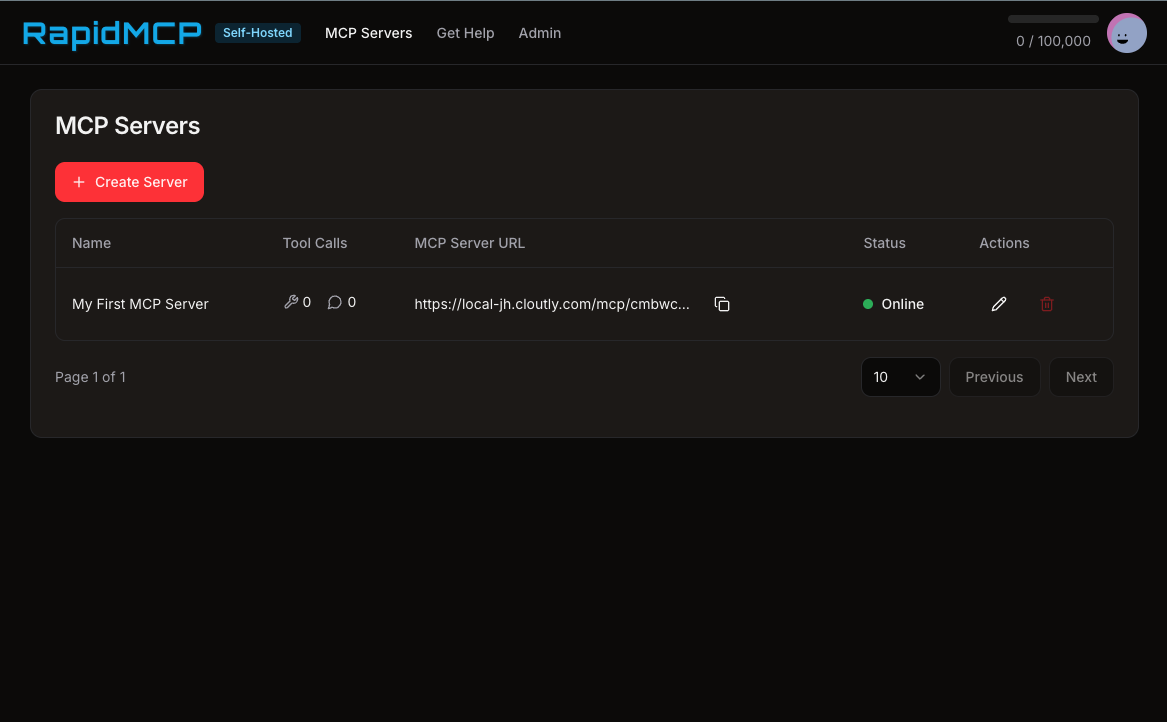 RapidMCP Self-Hosted MCP Servers Get Help Admin
0 / 100,000
MCP Servers
+ Create Server
Name Tool Calls MCP Server URL Status Actions
My First MCP Server 0 0 https://local-jh.cloutly.com/mcp/cmbwc... Online
Page 1 of 1 10 Previous Next